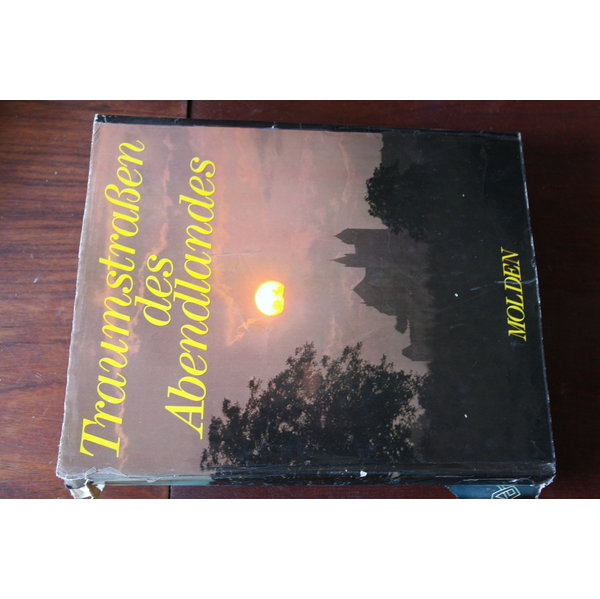 Traumstraßen
des
Abendlandes
MOLDEN